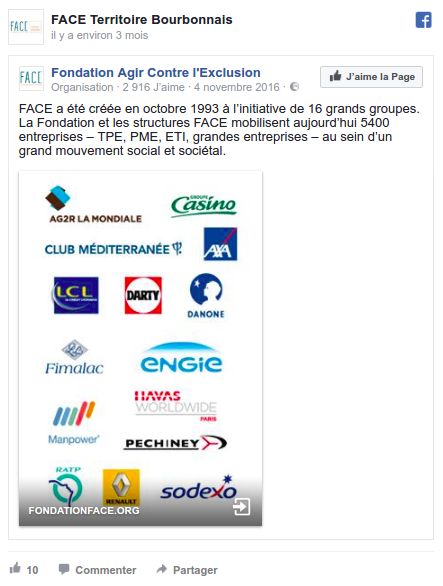 FACE
FACE Territoire Bourbonnais
il y a environ 3 mois
FACE
Fondation Agir Contre l'Exclusion
Organisation · 2 916 J'aime · 4 novembre 2016 ·
J'aime la Page
FACE a été créée en octobre 1993 à l'initiative de 16 grands groupes.
La Fondation et les structures FACE mobilisent aujourd'hui 5400
entreprises – TPE, PME, ETI, grandes entreprises – au sein d'un
grand mouvement social et sociétal.
AG2R LA MONDIALE
GROUPE
Casino
CLUB MÉDITERRANÉE
AXA
LCL
DARTY
DANONE
Fimalac
ENGIE
HAVAS
WORLDWIDE
PARIS
Manpower
PECHINEY
RATP
RENAULT
sodexo
FONDATIONFACE.ORG
10 Commenter Partager